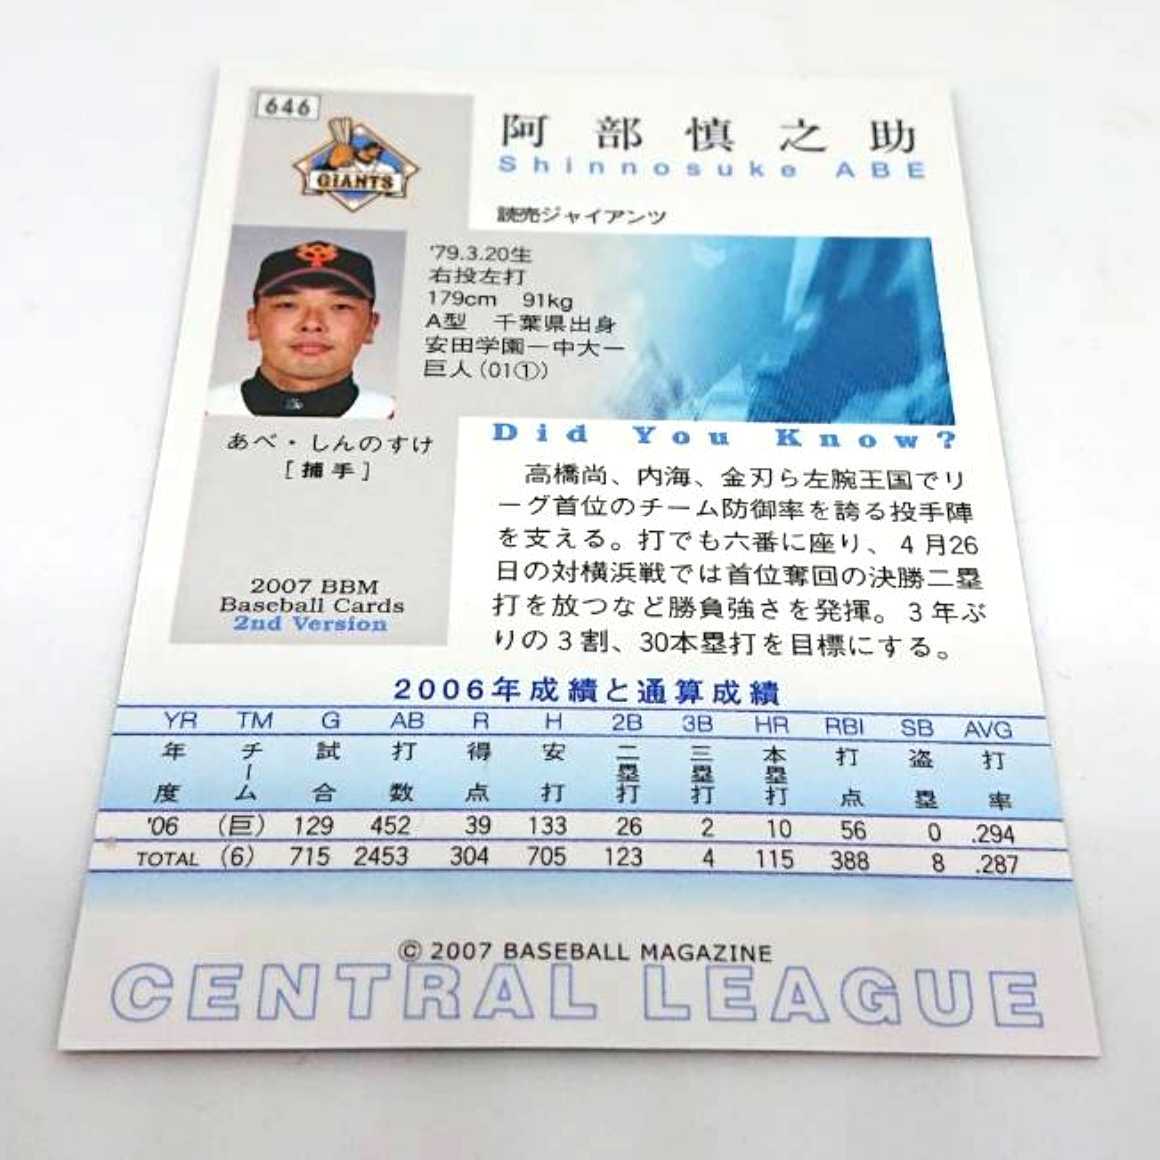 646
GIANTS
阿部慎之助
Shinnosuke ABE
読売ジャイアンツ
'79.3.20生
右投左打
179cm 91kg
A型 千葉県出身
安田学園ー中大ー
巨人(01①)
あべ・しんのすけ
[捕手]
2007 BBM
Baseball Cards
2nd Version
Did You Know?
高橋尚、内海、金刃ら左腕王国でリ
ーグ首位のチーム防御率を誇る投手陣
を支える。打でも六番に座り、4月26
日の対横浜戦では首位奪回の決勝二塁
打を放つなど勝負強さを発揮。3年ぶ
りの3割、30本塁打を目標にする。
2006年成績と通算成績
YR TM G AB R H 2B 3B HR RBI SB AVG
年度 チーム 試合 打数 得点 安打 二塁打 三塁打 本塁打 打点 盗塁 打率
'06 (巨) 129 452 39 133 26 2 10 56 0 .294
TOTAL (6) 715 2453 304 705 123 4 115 388 8 .287
© 2007 BASEBALL MAGAZINE
CENTRAL LEAGUE